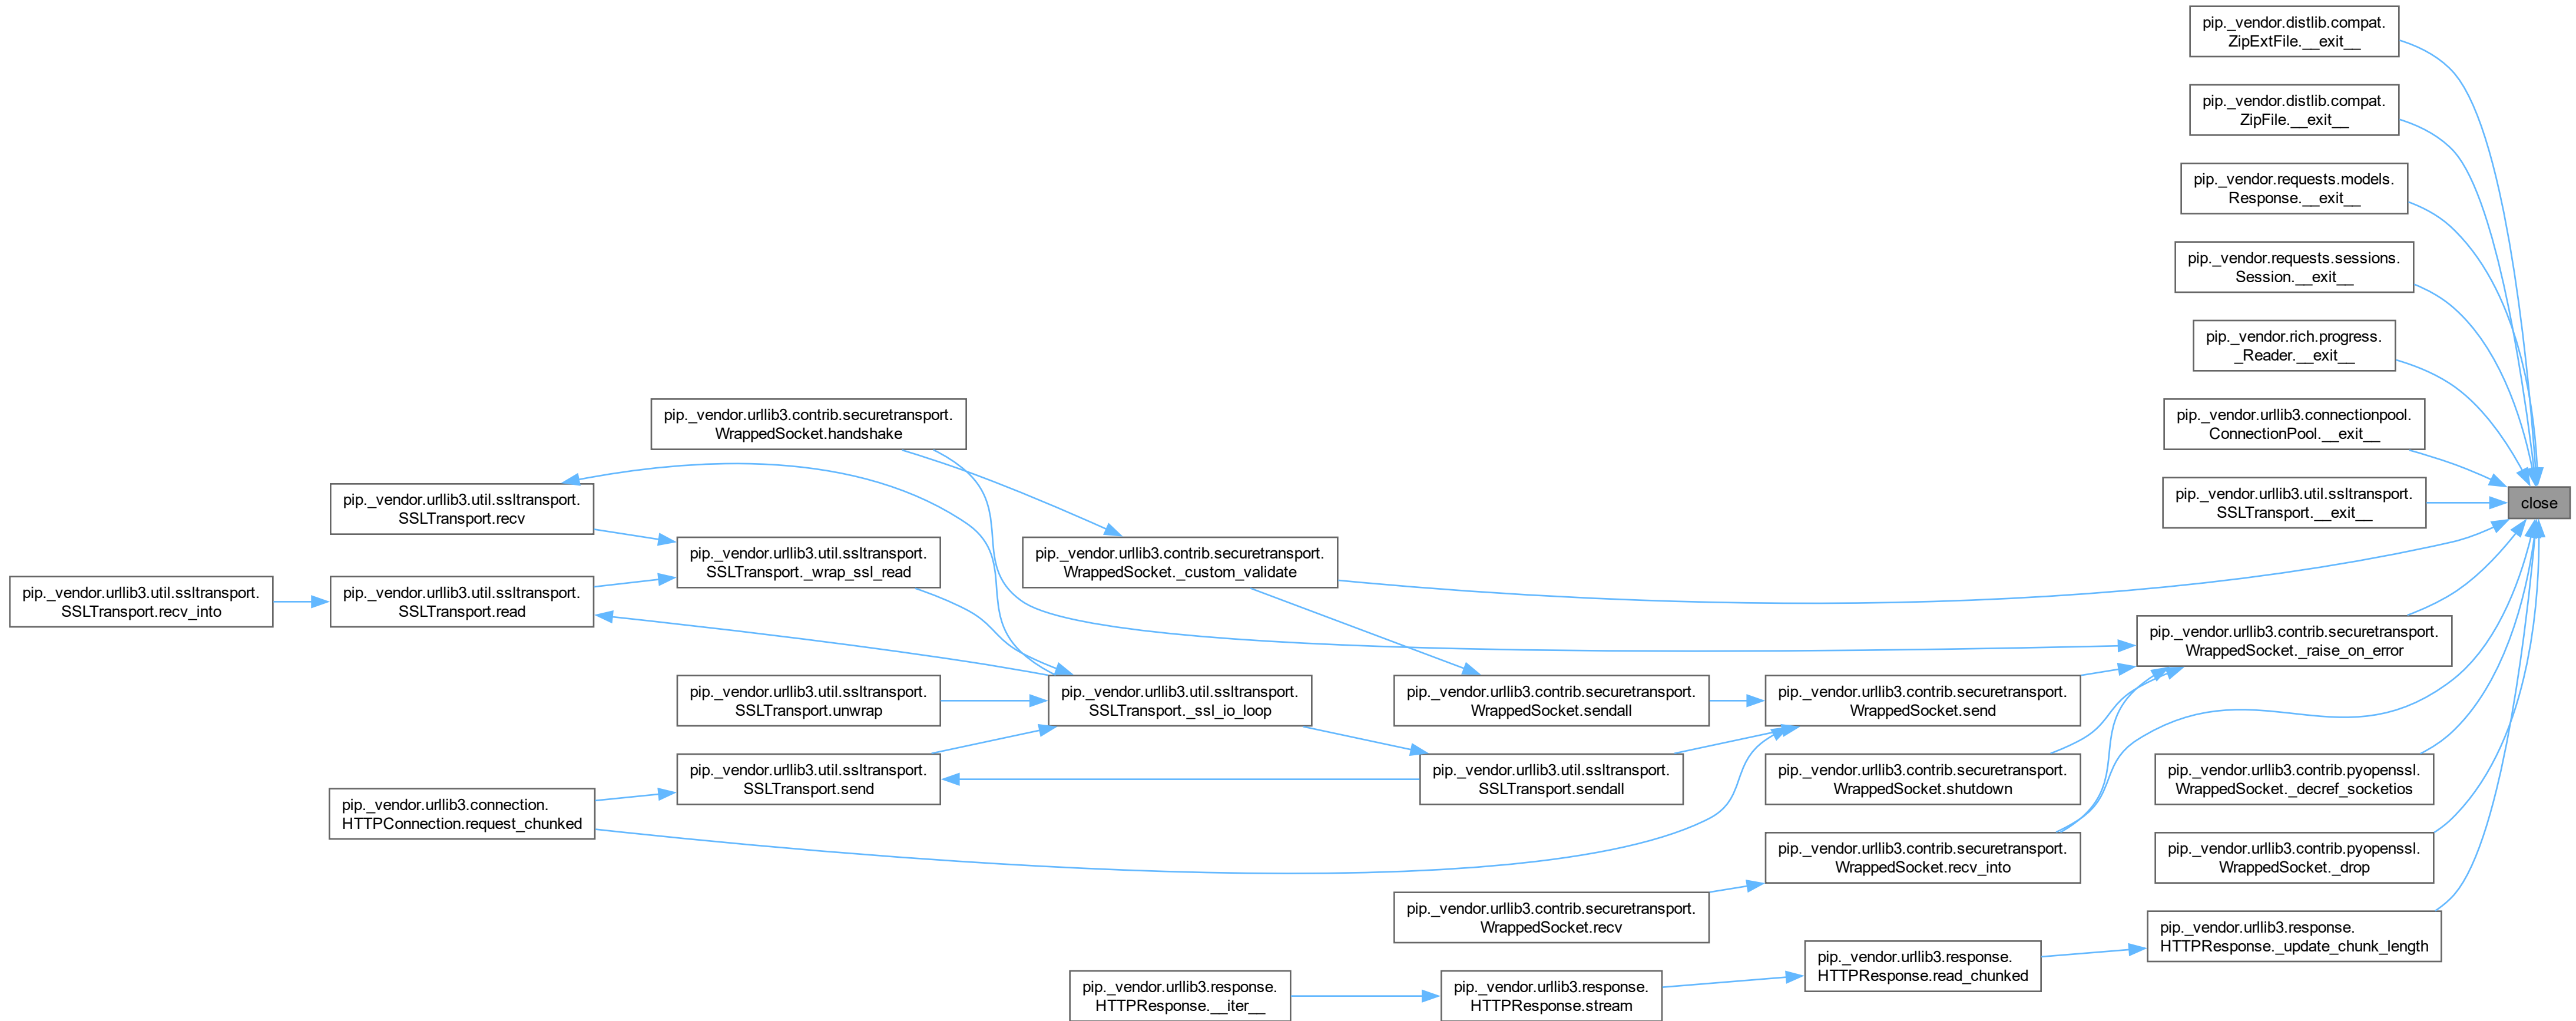 pip._vendor.distlib.compat.
ZipExtFile.__exit__
pip._vendor.distlib.compat.
ZipFile.__exit__
pip._vendor.requests.models.
Response.__exit__
pip._vendor.requests.sessions.
Session.__exit__
pip._vendor.rich.progress.
_Reader.__exit__
pip._vendor.urllib3.connectionpool.
ConnectionPool.__exit__
pip._vendor.urllib3.util.ssltransport.
SSLTransport.__exit__
close
pip._vendor.urllib3.contrib.securetransport.
WrappedSocket.handshake
pip._vendor.urllib3.util.ssltransport.
SSLTransport.recv
pip._vendor.urllib3.util.ssltransport.
SSLTransport._wrap_ssl_read
pip._vendor.urllib3.contrib.securetransport.
WrappedSocket._custom_validate
pip._vendor.urllib3.util.ssltransport.
SSLTransport.recv_into
pip._vendor.urllib3.util.ssltransport.
SSLTransport.read
pip._vendor.urllib3.contrib.securetransport.
WrappedSocket._raise_on_error
pip._vendor.urllib3.util.ssltransport.
SSLTransport.unwrap
pip._vendor.urllib3.util.ssltransport.
SSLTransport._ssl_io_loop
pip._vendor.urllib3.contrib.securetransport.
WrappedSocket.sendall
pip._vendor.urllib3.contrib.securetransport.
WrappedSocket.send
pip._vendor.urllib3.util.ssltransport.
SSLTransport.send
pip._vendor.urllib3.util.ssltransport.
SSLTransport.sendall
pip._vendor.urllib3.contrib.securetransport.
WrappedSocket.shutdown
pip._vendor.urllib3.contrib.pyopenssl.
WrappedSocket._decref_socketios
pip._vendor.urllib3.connection.
HTTPConnection.request_chunked
pip._vendor.urllib3.contrib.securetransport.
WrappedSocket.recv_into
pip._vendor.urllib3.contrib.pyopenssl.
WrappedSocket._drop
pip._vendor.urllib3.contrib.securetransport.
WrappedSocket.recv
pip._vendor.urllib3.response.
HTTPResponse._update_chunk_length
pip._vendor.urllib3.response.
HTTPResponse.read_chunked
pip._vendor.urllib3.response.
HTTPResponse.stream
pip._vendor.urllib3.response.
HTTPResponse.__iter__